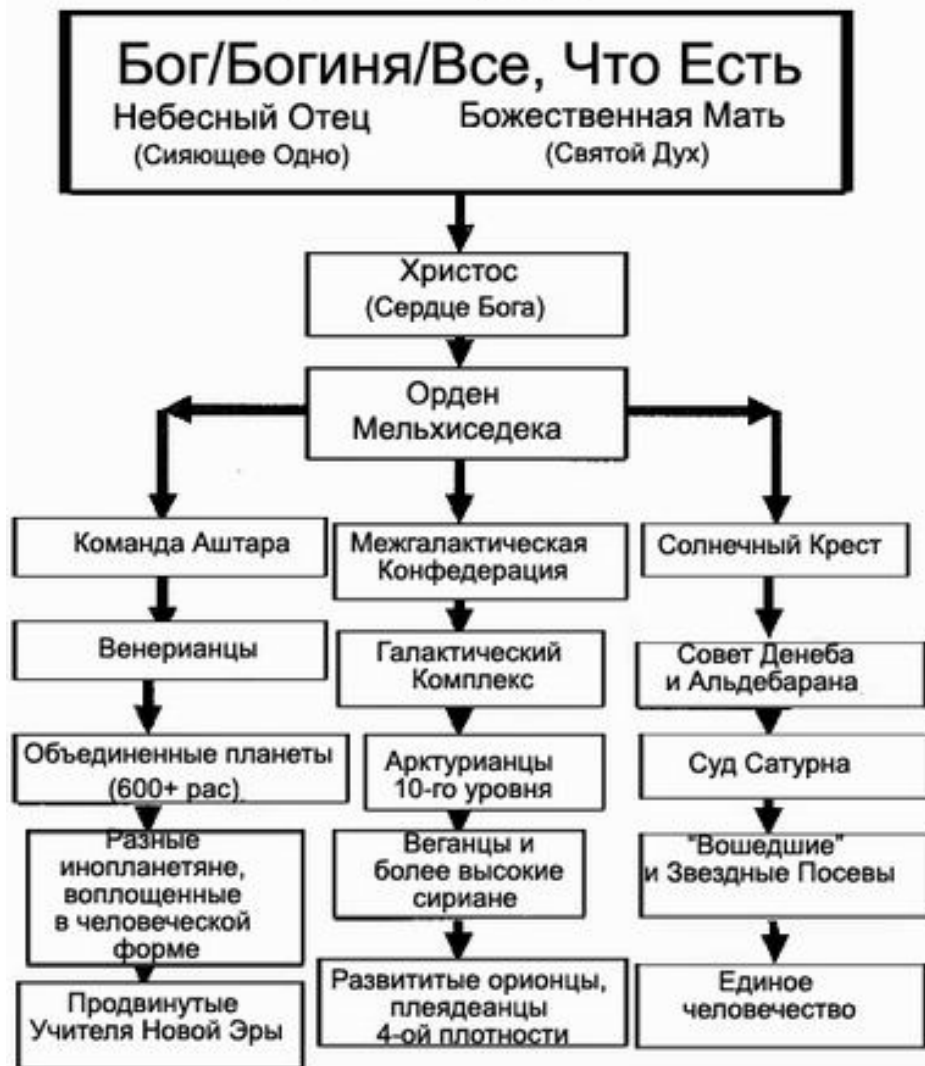 Бог/Богиня/Все, Что Есть
Небесный Отец
(Сияющее Одно)
Божественная Мать
(Святой Дух)
Христос
(Сердце Бога)
Орден
Мельхиседека
Команда Аштара
Венерианцы
Объединенные планеты
(600+ рас)
Разные
инопланетяне,
воплощенные
в человеческой
форме
Продвинутые
Учителя Новой Эры
Межгалактическая
Конфедерация
Галактический
Комплекс
Арктурианцы
10-го уровня
Веганцы и
более высокие
сириане
Развититые орионцы,
плеядеанцы
4-ой плотности
Солнечный Крест
Совет Денеба
и Альдебарана
Суд Сатурна
"Вошедшие"
и Звездные Посевы
Единое
человечество